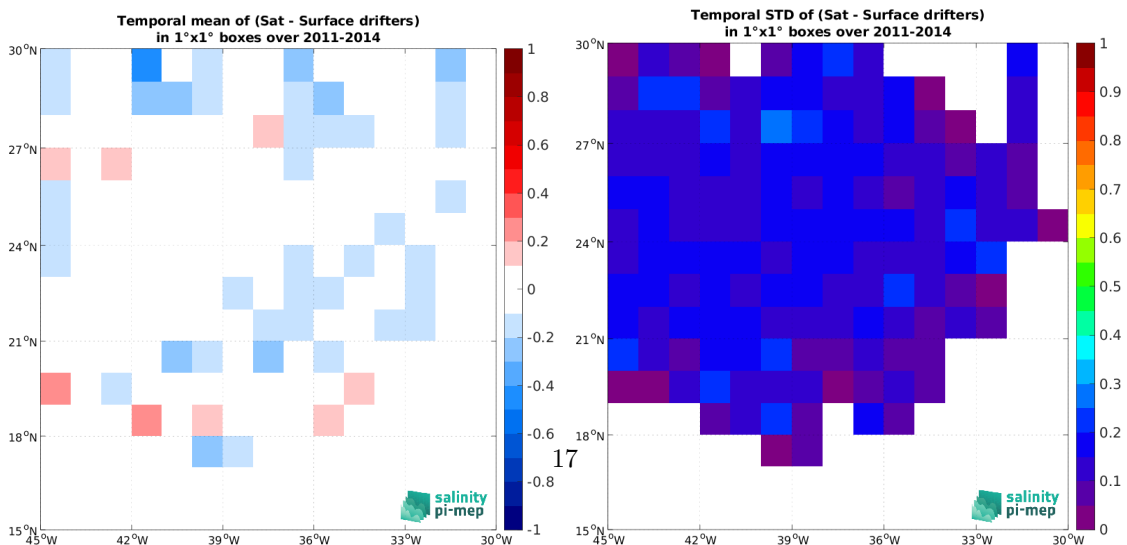 Temporal mean of (Sat - Surface drifters)
in 1°x1° boxes over 2011-2014
30°N
27°N
24°N
21°N
18°N
15°N
45°W
42°W
39°W
36°W
33°W
30°W
1
0.8
0.6
0.4
0.2
0
-0.2
-0.4
-0.6
-0.8
-1
salinity
pi-mep
17
Temporal STD of (Sat - Surface drifters)
in 1°x1° boxes over 2011-2014
30°N
27°N
24°N
21°N
18°N
15°N
45°W
42°W
39°W
36°W
33°W
30°W
1
0.9
0.8
0.7
0.6
0.5
0.4
0.3
0.2
0.1
0
salinity
pi-mep